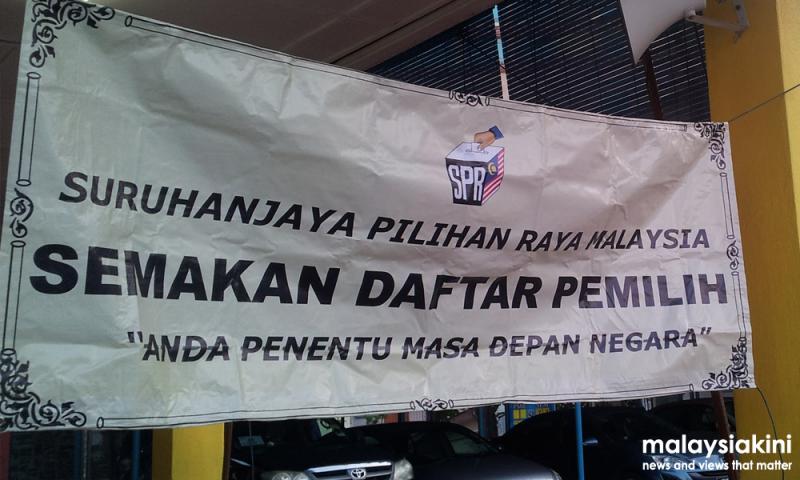 SPR
SURUHANJAYA PILIHAN RAYA MALAYSIA
SEMAKAN DAFTAR PEMILIH
"ANDA PENENTU MASA DEPAN NEGARA"
malaysiakini
news and views that matter